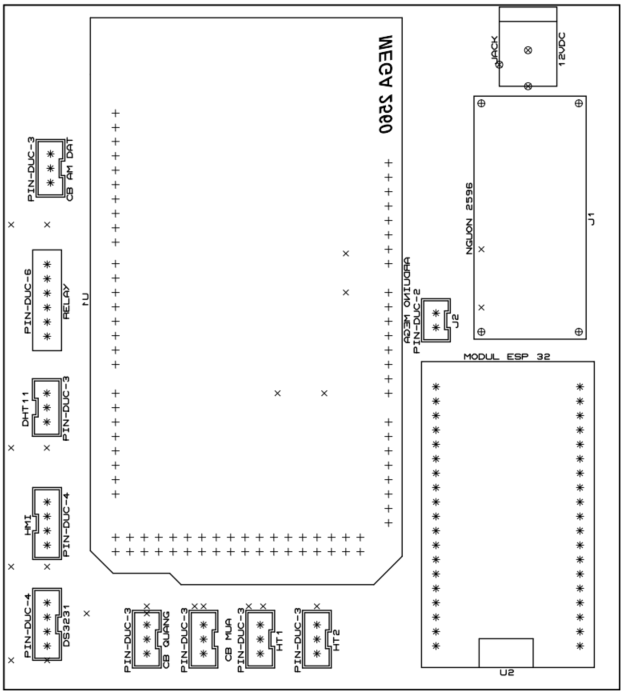 JACK
12VDC
MEGA 2560
PIN-DUC-3
CB AM DAT
NGUON 2596
J1
PIN-DUC-6
RELAY
U1
ARDUINO MEGA
PIN-DUC-2
J2
MODUL ESP 32
DHT11
PIN-DUC-3
HMI
PIN-DUC-4
PIN-DUC-4
DS3231
PIN-DUC-3
CB QUANG
PIN-DUC-3
CB MUA
PIN-DUC-3
HT1
PIN-DUC-3
HT2
U2